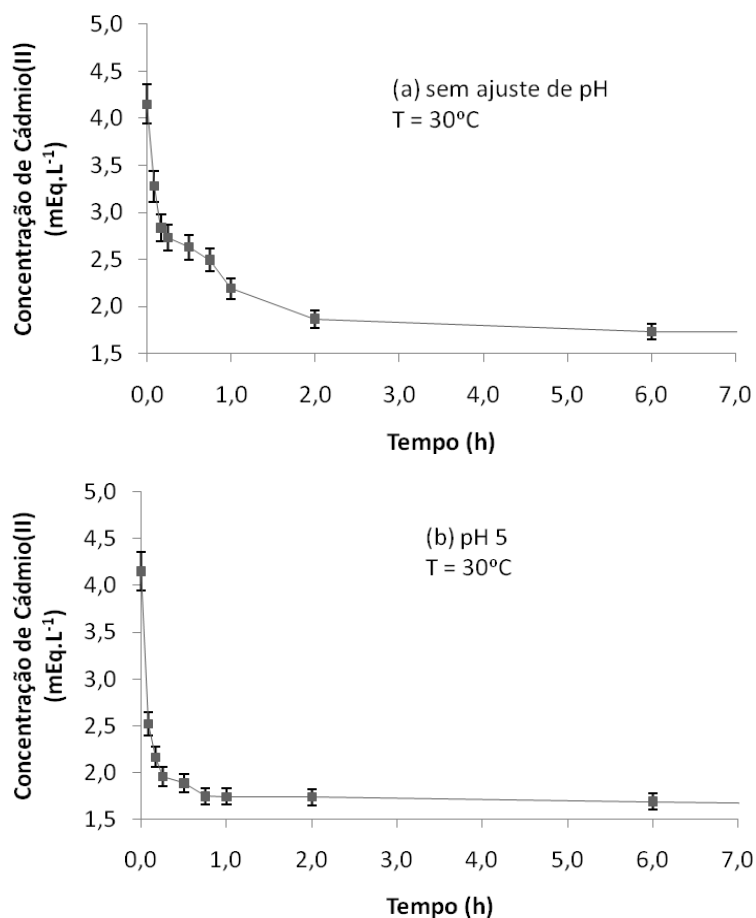 5,0
4,5
4,0
3,5
3,0
2,5
2,0
1,5
Concentração de Cádmio(II)
(mEq.L-1)
(a) sem ajuste de pH
T = 30ºC
0,0 1,0 2,0 3,0 4,0 5,0 6,0 7,0
Tempo (h)
5,0
4,5
4,0
3,5
3,0
2,5
2,0
1,5
Concentração de Cádmio(II)
(mEq.L-1)
(b) pH 5
T = 30ºC
0,0 1,0 2,0 3,0 4,0 5,0 6,0 7,0
Tempo (h)